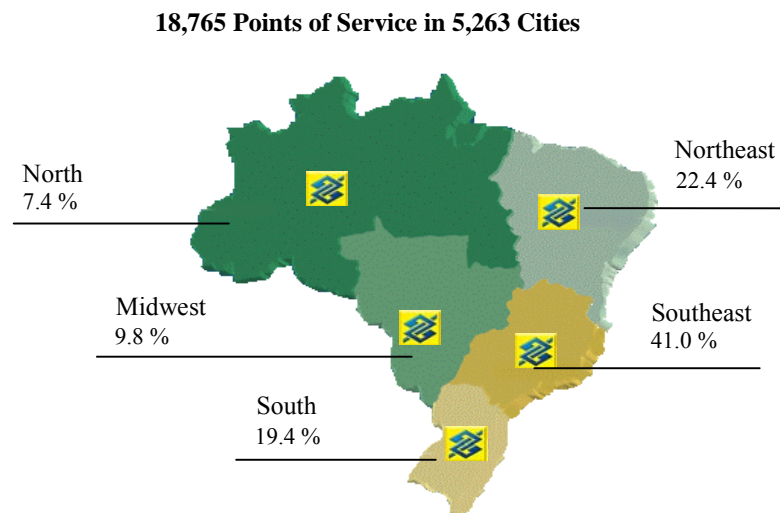 18,765 Points of Service in 5,263 Cities
Northeast
22.4 %
North
7.4 %
Midwest
9.8 %
Southeast
41.0 %
South
19.4 %